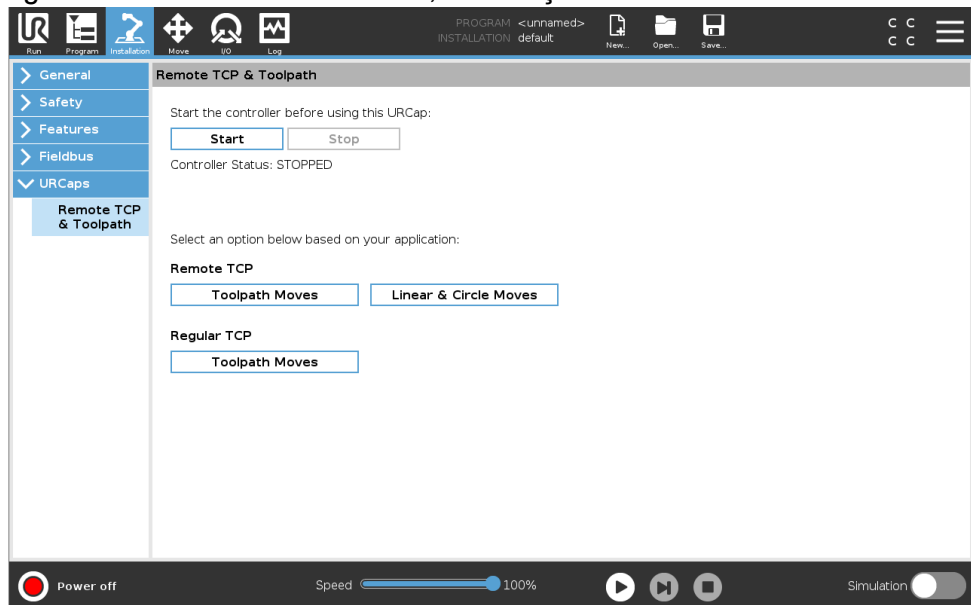 PROGRAM <unnamed>
INSTALLATION default
Run Program Installation Move I/O Log New... Open... Save...
C C
C C
General
Safety
Features
Fieldbus
URCaps
Remote TCP
& Toolpath
Remote TCP & Toolpath
Start the controller before using this URCap:
Start Stop
Controller Status: STOPPED
Select an option below based on your application:
Remote TCP
Toolpath Moves Linear & Circle Moves
Regular TCP
Toolpath Moves
Power off Speed 100% Simulation